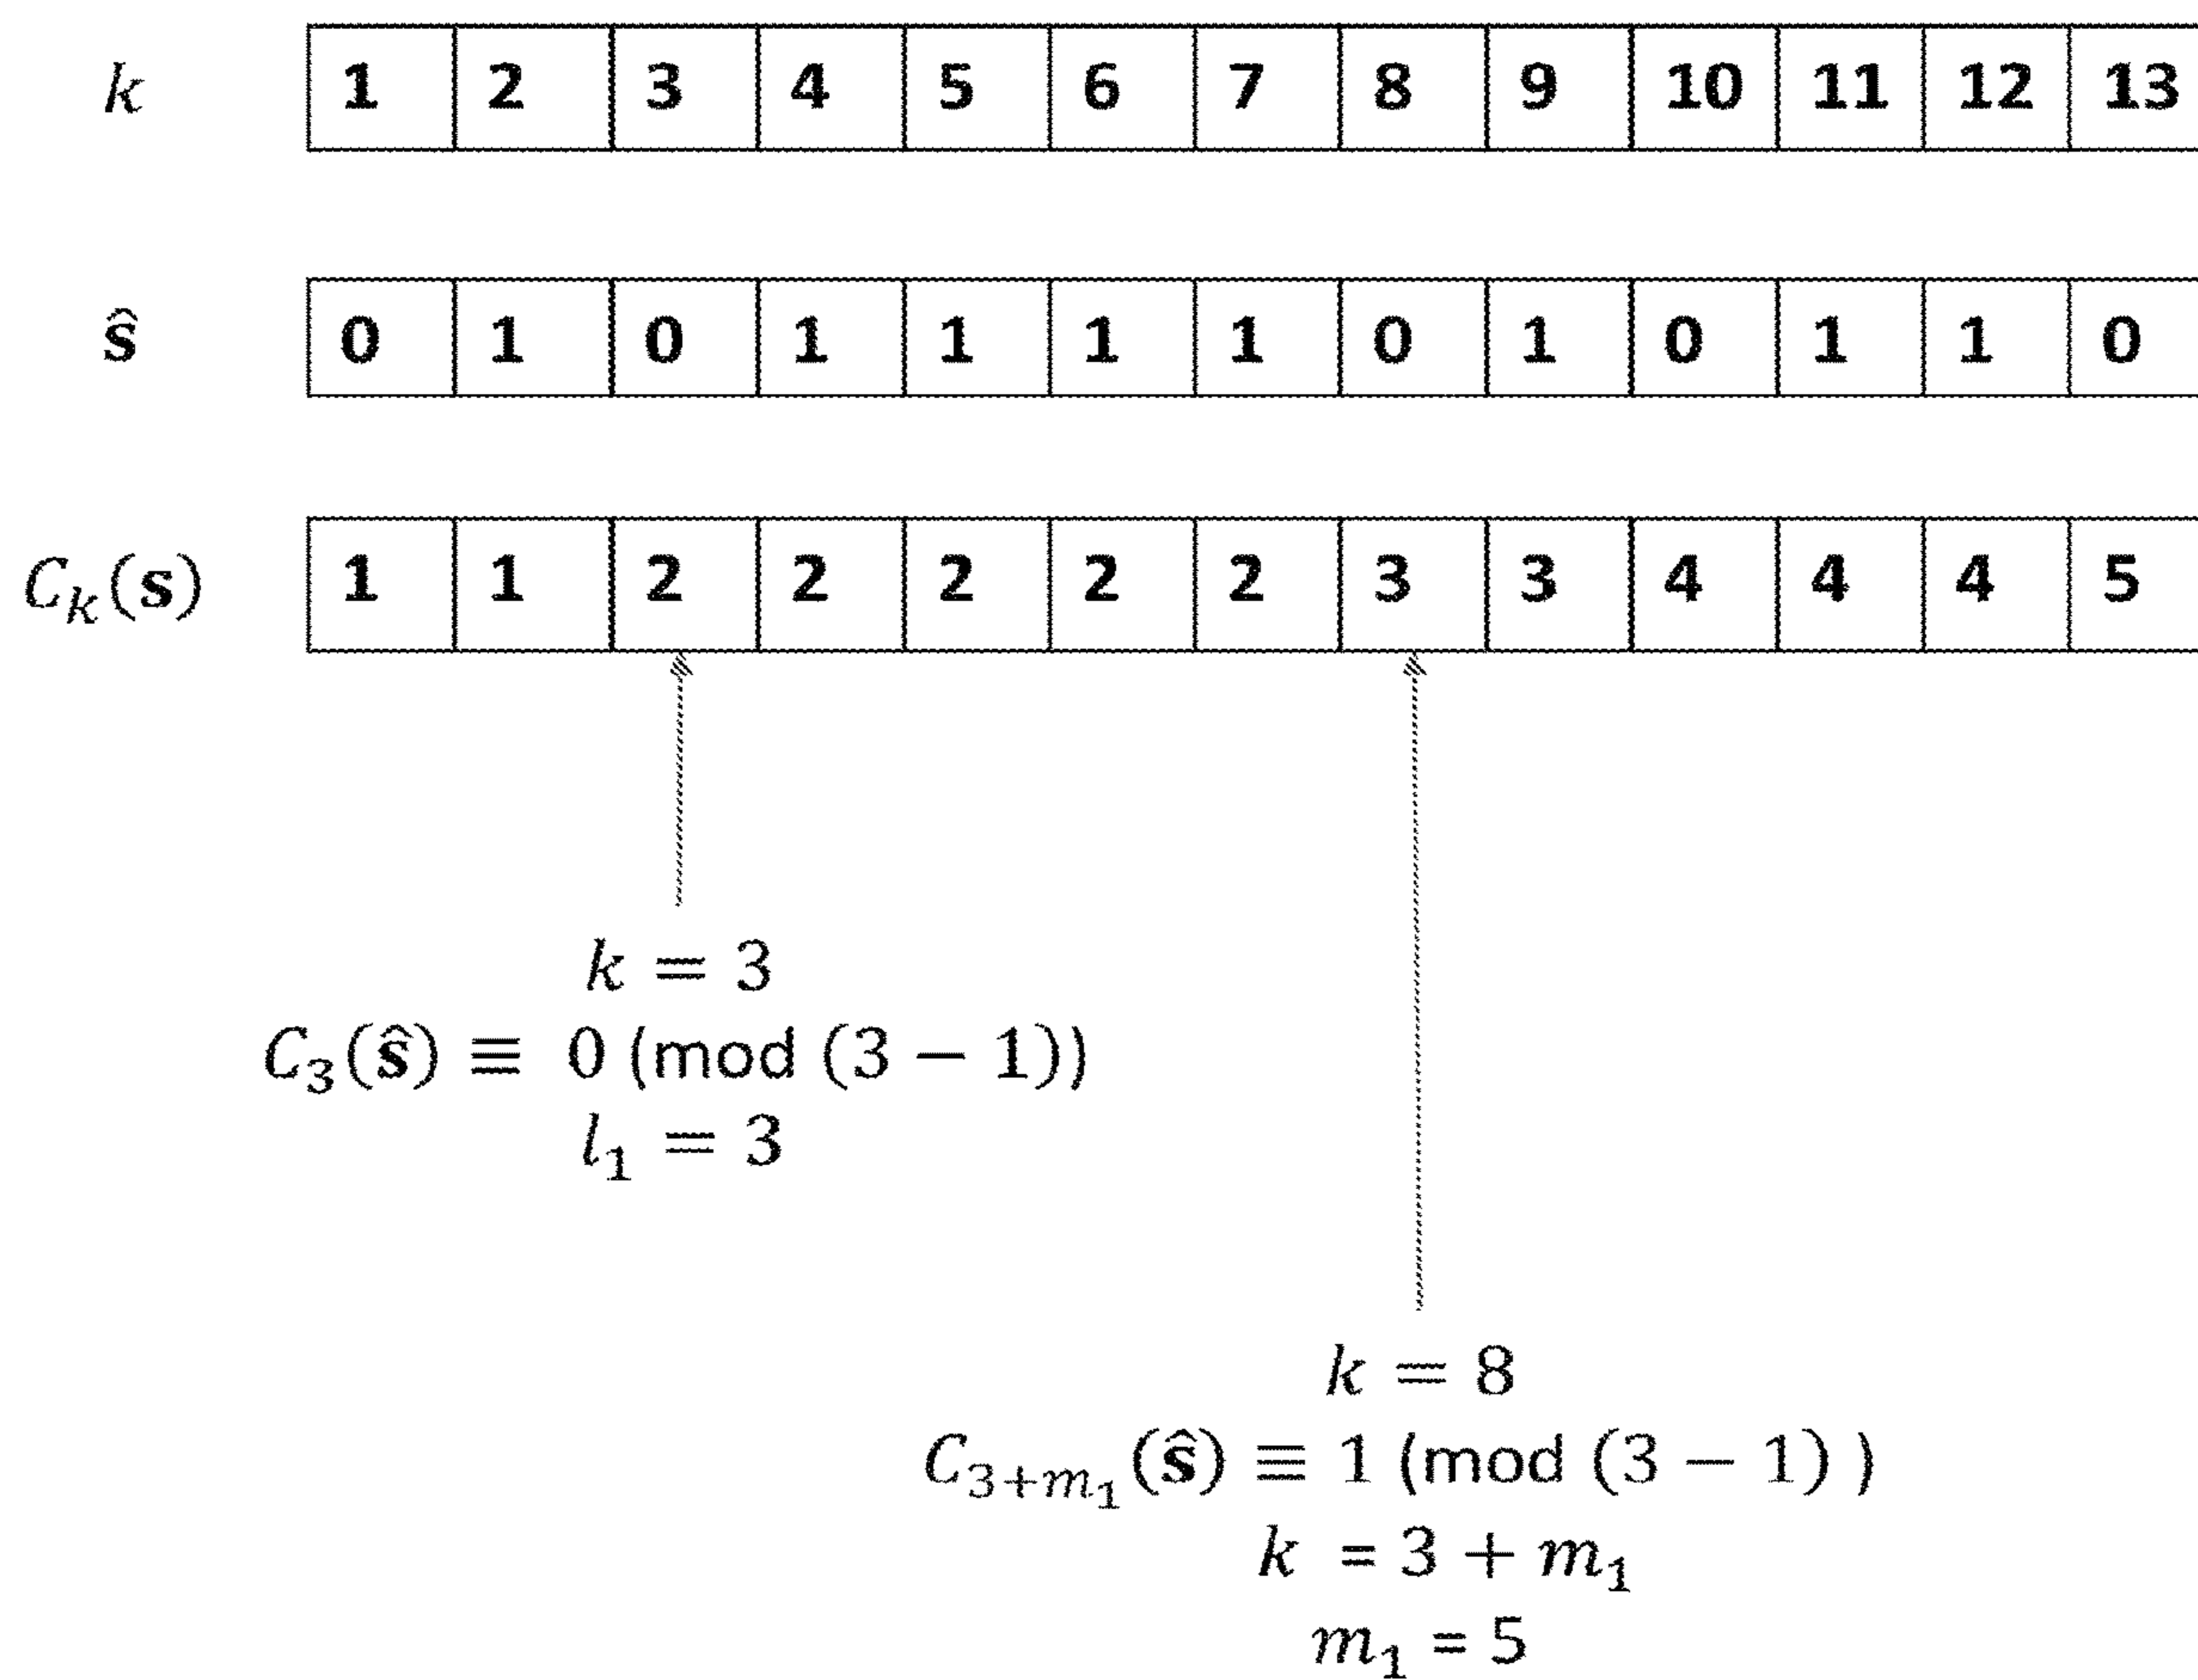 k 1 2 3 4 5 6 7 8 9 10 11 12 13
ŝ 0 1 0 1 1 1 1 0 1 0 1 1 0
C_k(s) 1 1 2 2 2 2 2 3 3 4 4 4 5
k = 3
C_3(ŝ) ≡ 0 (mod (3 − 1))
l_1 = 3
k = 8
C_{3+m_1}(ŝ) ≡ 1 (mod (3 − 1) )
k = 3 + m_1
m_1 = 5